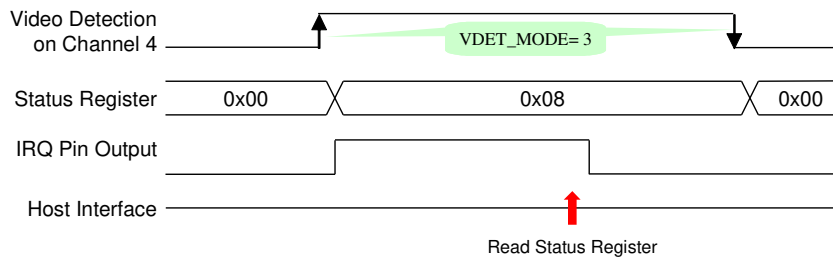 Video Detection
on Channel 4
VDET_MODE= 3
Status Register
0x00
0x08
0x00
IRQ Pin Output
Host Interface
Read Status Register